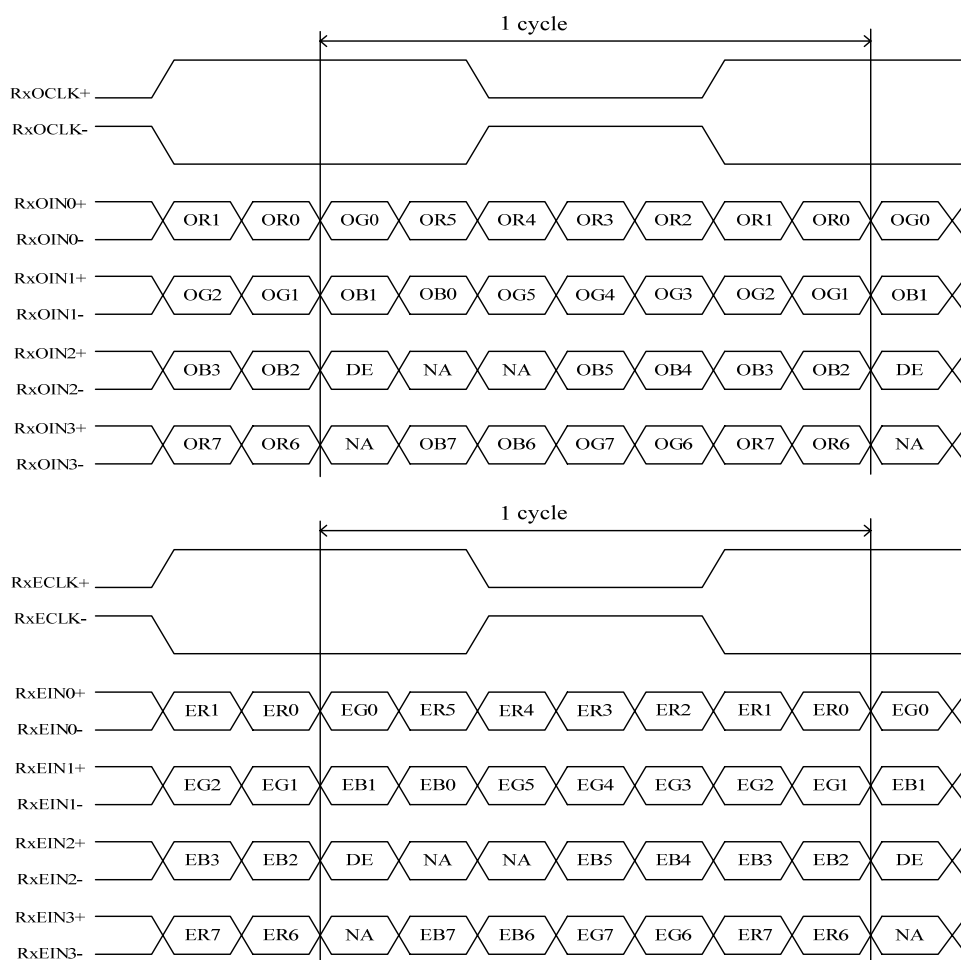 1 cycle
RxOCLK+
RxOCLK-
RxOIN0+
OR1 OR0 OG0 OR5 OR4 OR3 OR2 OR1 OR0 OG0
RxOIN0-
RxOIN1+
OG2 OG1 OB1 OB0 OG5 OG4 OG3 OG2 OG1 OB1
RxOIN1-
RxOIN2+
OB3 OB2 DE NA NA OB5 OB4 OB3 OB2 DE
RxOIN2-
RxOIN3+
OR7 OR6 NA OB7 OB6 OG7 OG6 OR7 OR6 NA
RxOIN3-
1 cycle
RxECLK+
RxECLK-
RxEIN0+
ER1 ER0 EG0 ER5 ER4 ER3 ER2 ER1 ER0 EG0
RxEIN0-
RxEIN1+
EG2 EG1 EB1 EB0 EG5 EG4 EG3 EG2 EG1 EB1
RxEIN1-
RxEIN2+
EB3 EB2 DE NA NA EB5 EB4 EB3 EB2 DE
RxEIN2-
RxEIN3+
ER7 ER6 NA EB7 EB6 EG7 EG6 ER7 ER6 NA
RxEIN3-